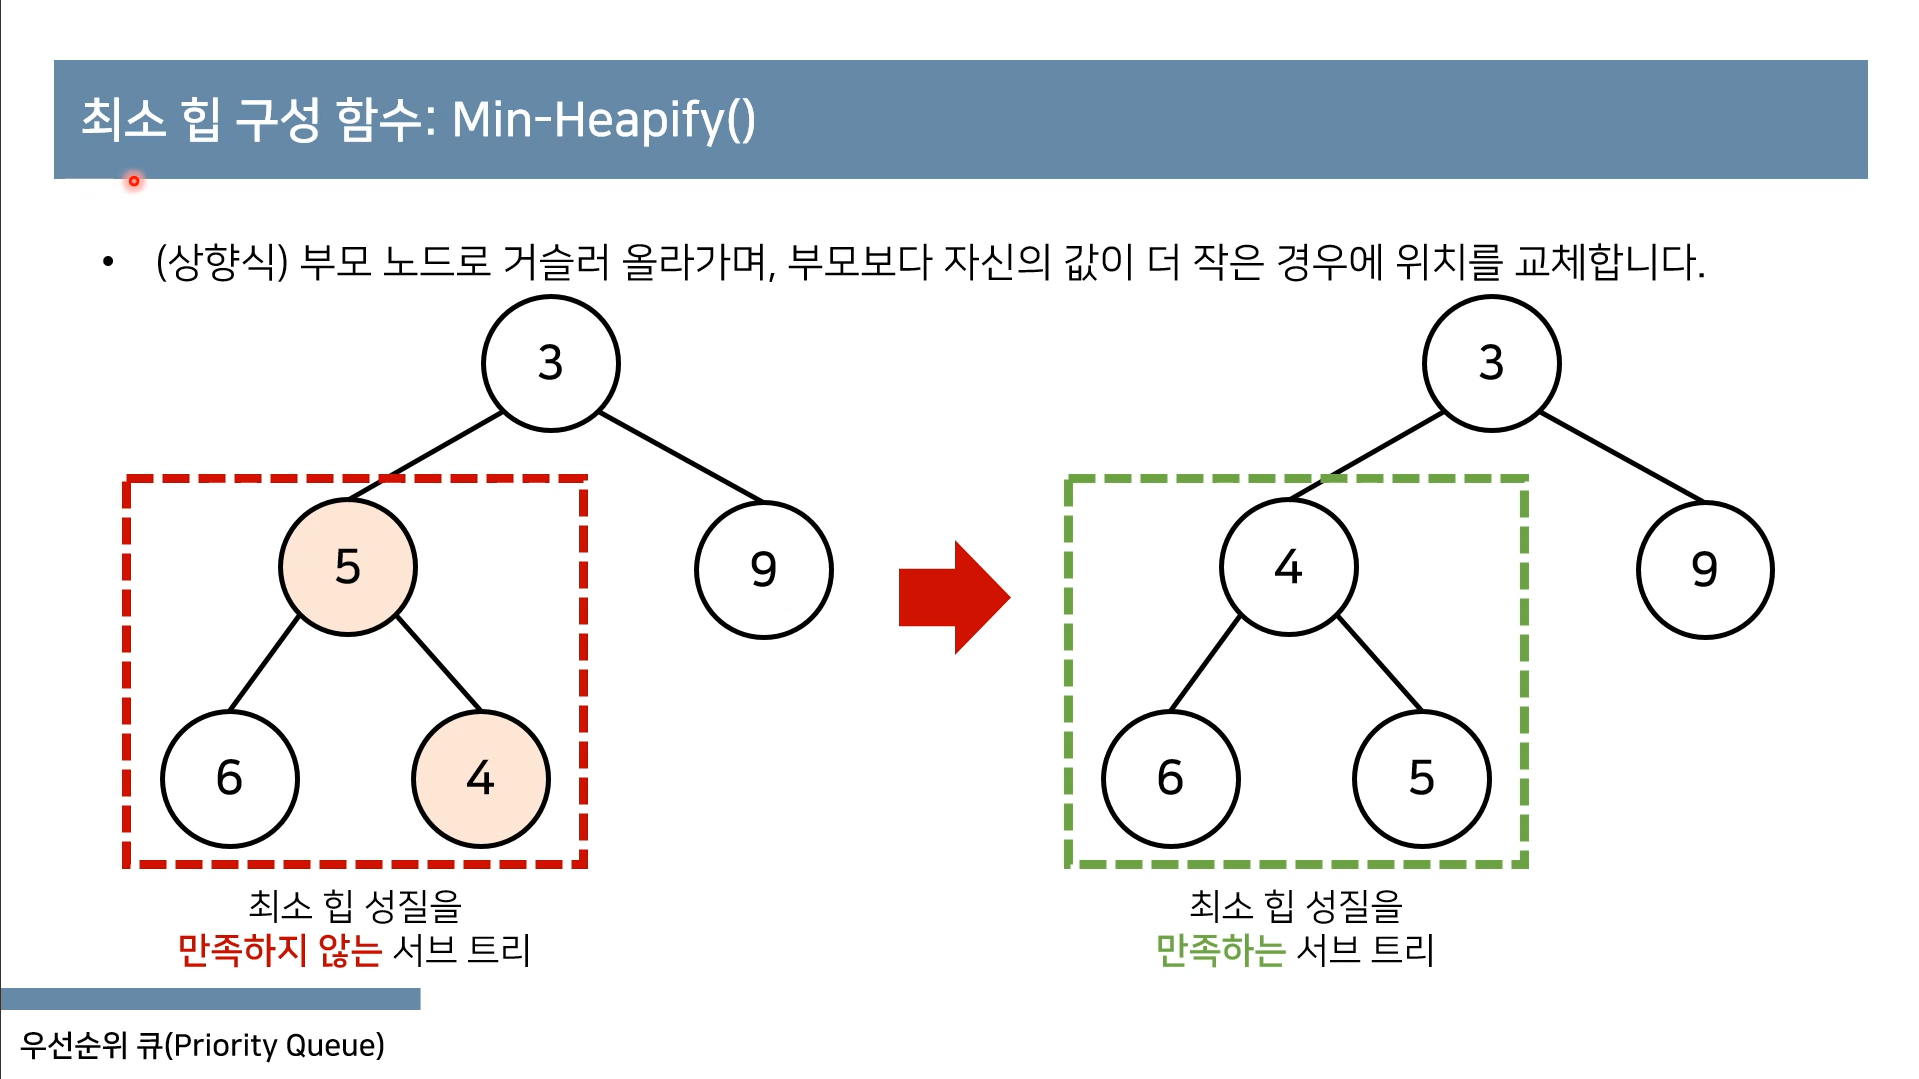 최소 힙 구성 함수: Min-Heapify()
• (상향식) 부모 노드로 거슬러 올라가며, 부모보다 자신의 값이 더 작은 경우에 위치를 교체합니다.
3
5
9
6
4
최소 힙 성질을
만족하지 않는 서브 트리
3
4
9
6
5
최소 힙 성질을
만족하는 서브 트리
우선순위 큐(Priority Queue)